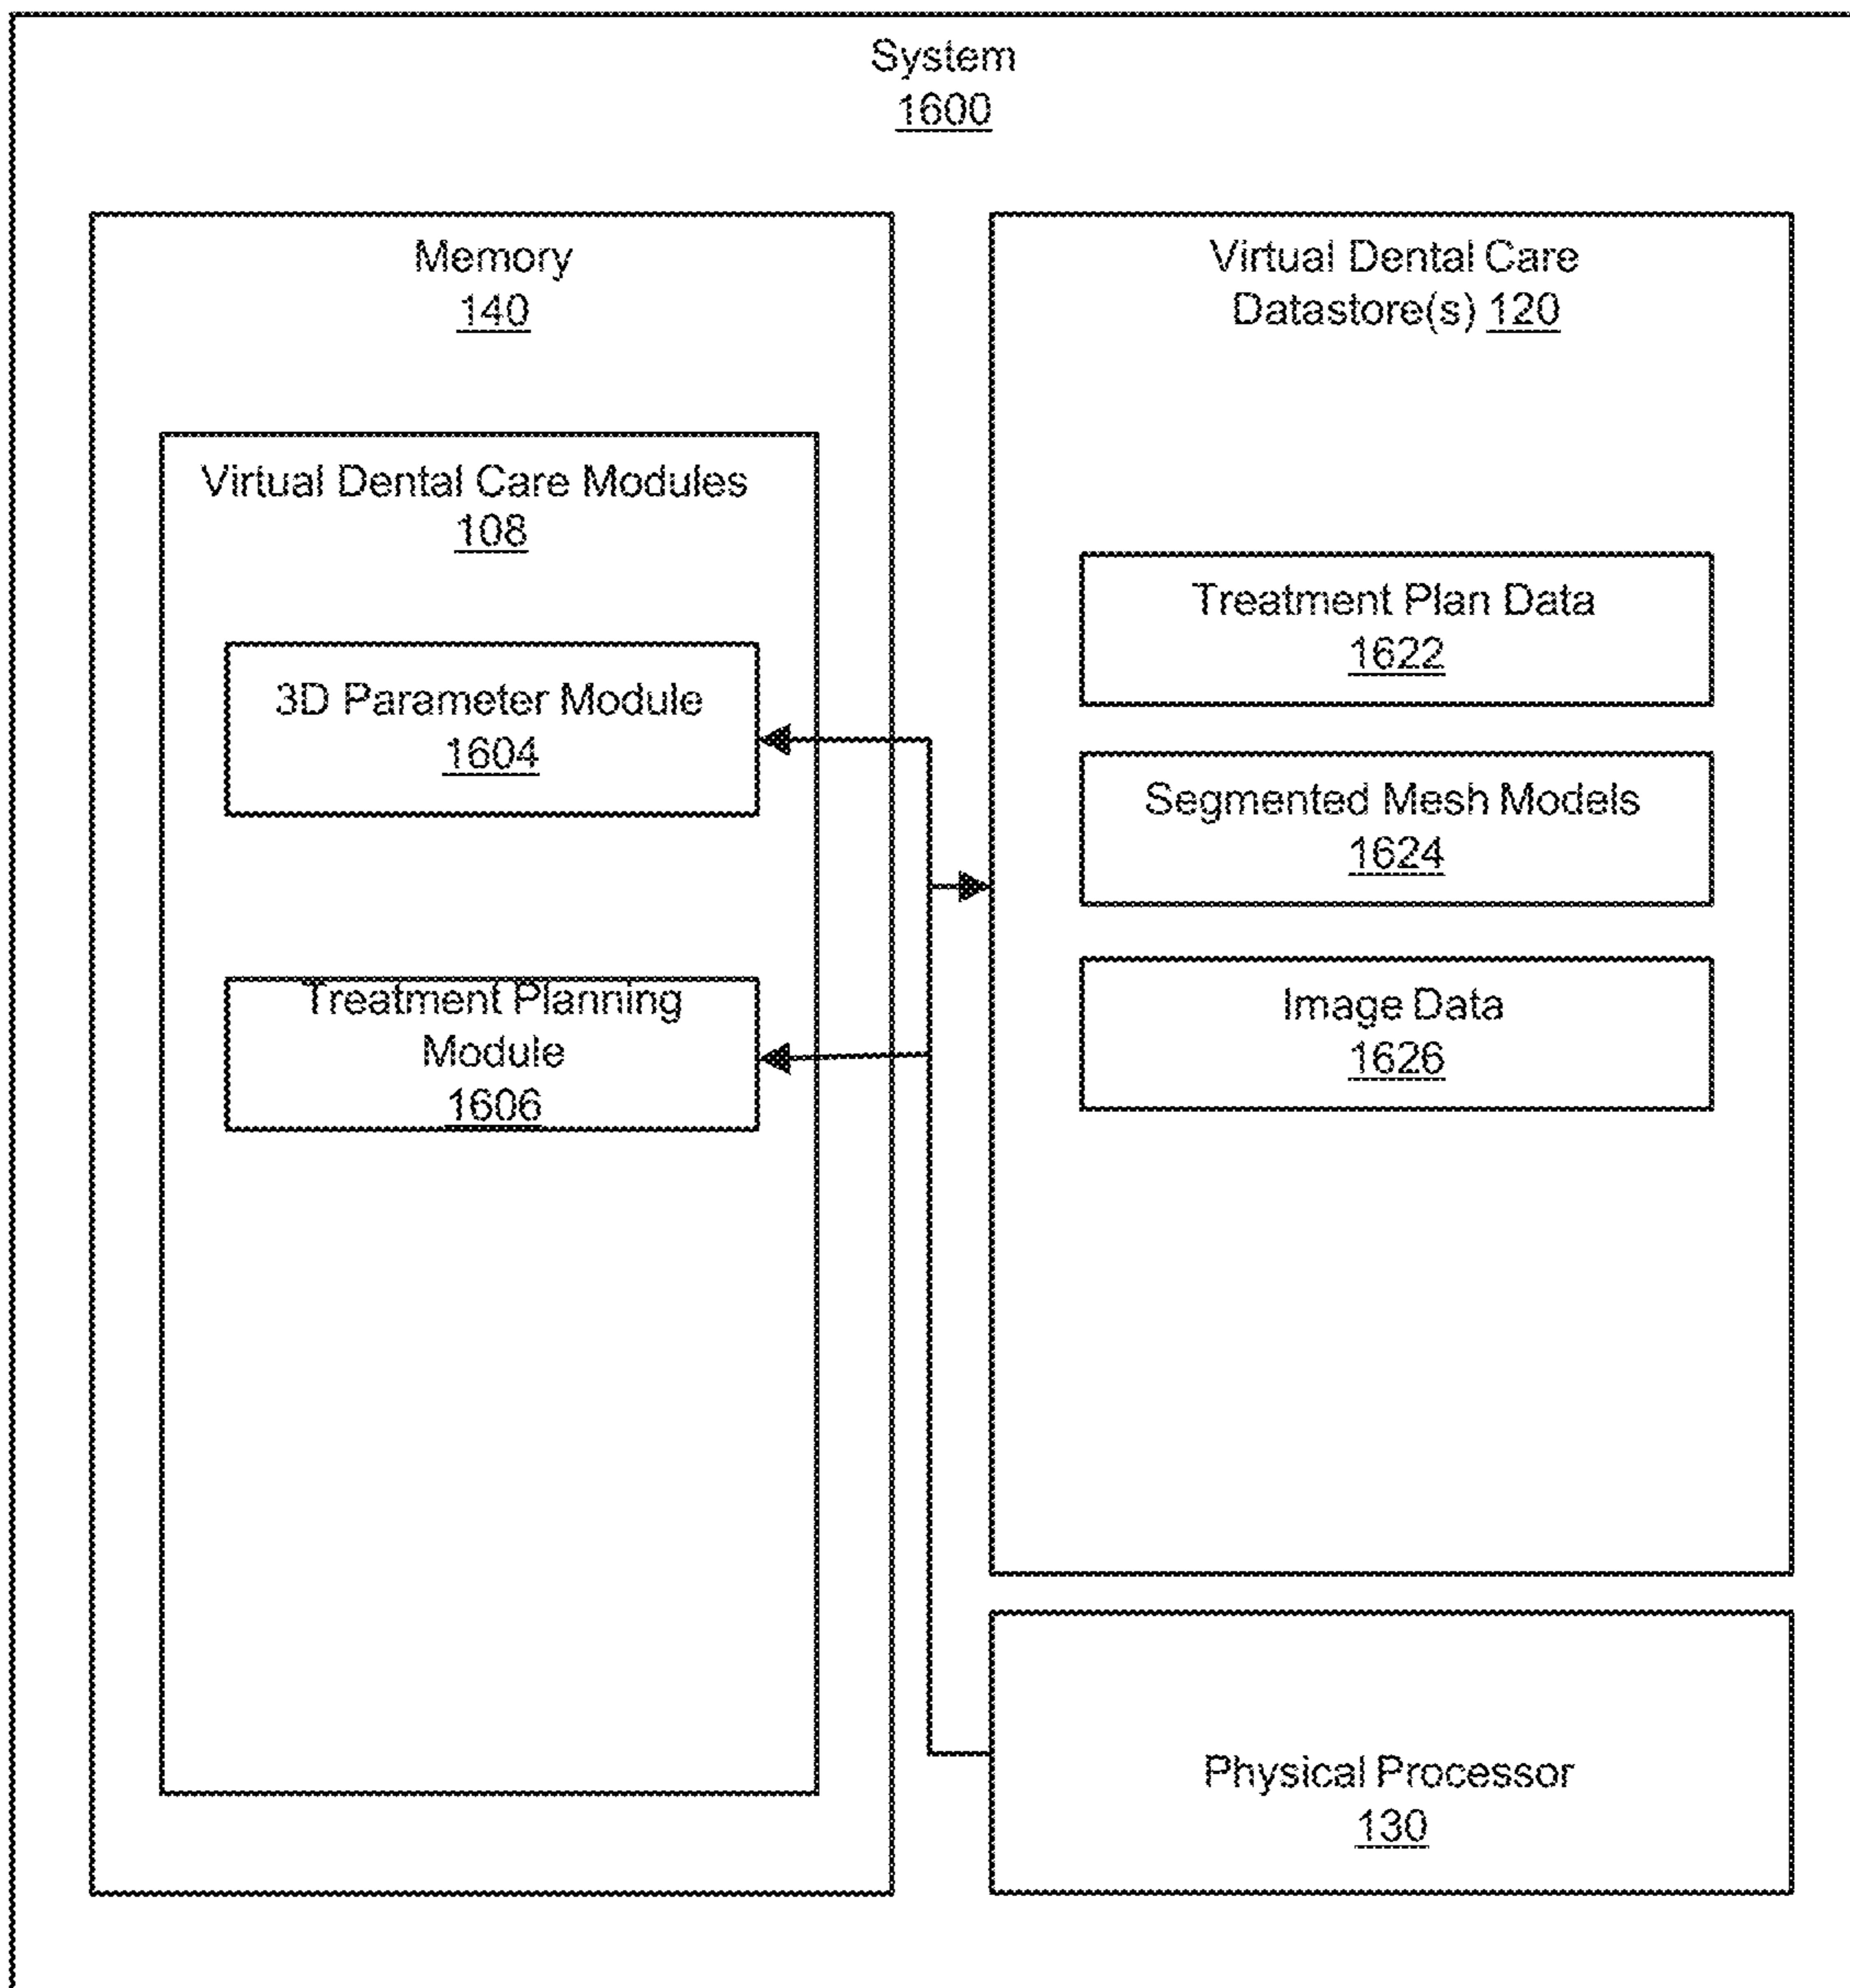 System
1600
Memory
140
Virtual Dental Care Modules
108
3D Parameter Module
1604
Treatment Planning
Module
1606
Virtual Dental Care
Datastore(s) 120
Treatment Plan Data
1622
Segmented Mesh Models
1624
Image Data
1626
Physical Processor
130